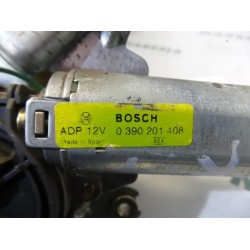 BOSCH
ADP 12V 0 390 201 408
Made in Spain